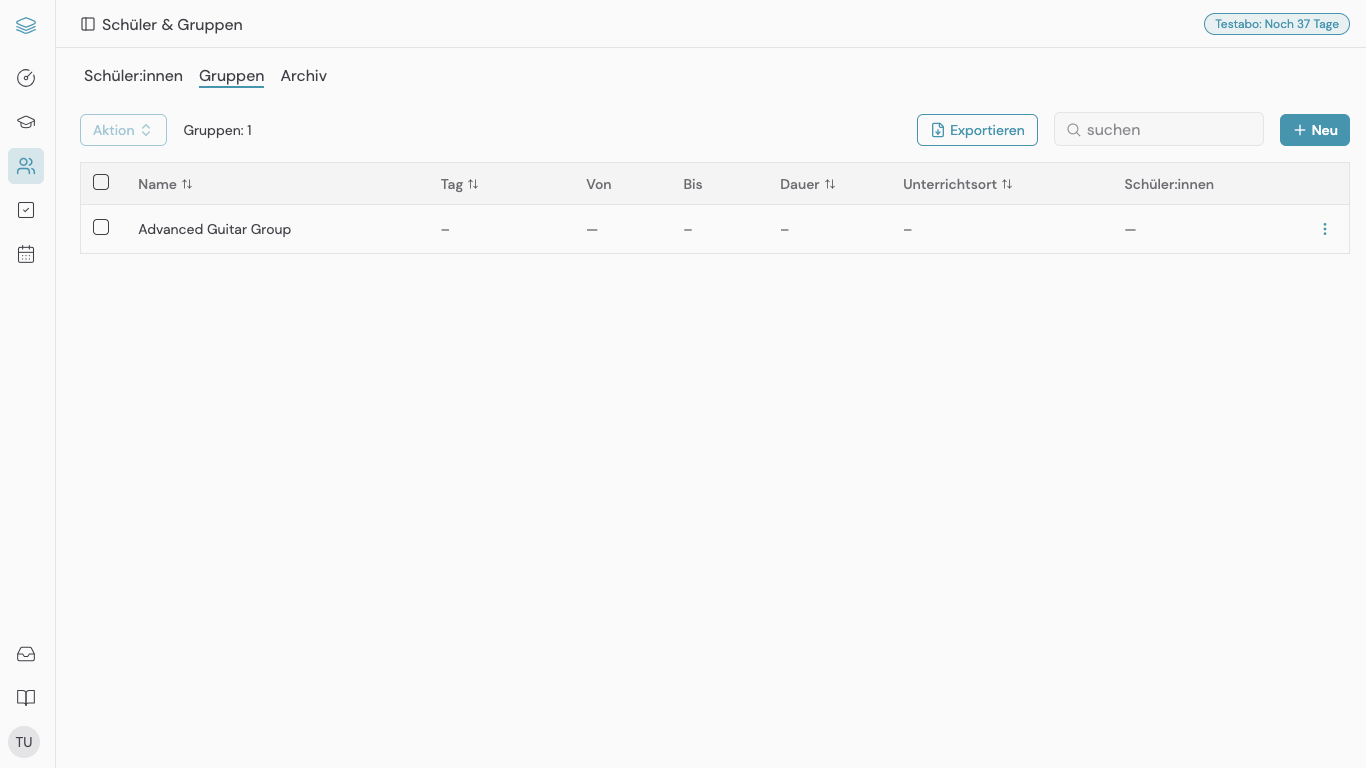 Schüler & Gruppen
Testabo: Noch 37 Tage
Schüler:innen Gruppen Archiv
Aktion Gruppen: 1 Exportieren suchen Neu
Name Tag Von Bis Dauer Unterrichtsort Schüler:innen
Advanced Guitar Group – — – – – —
TU